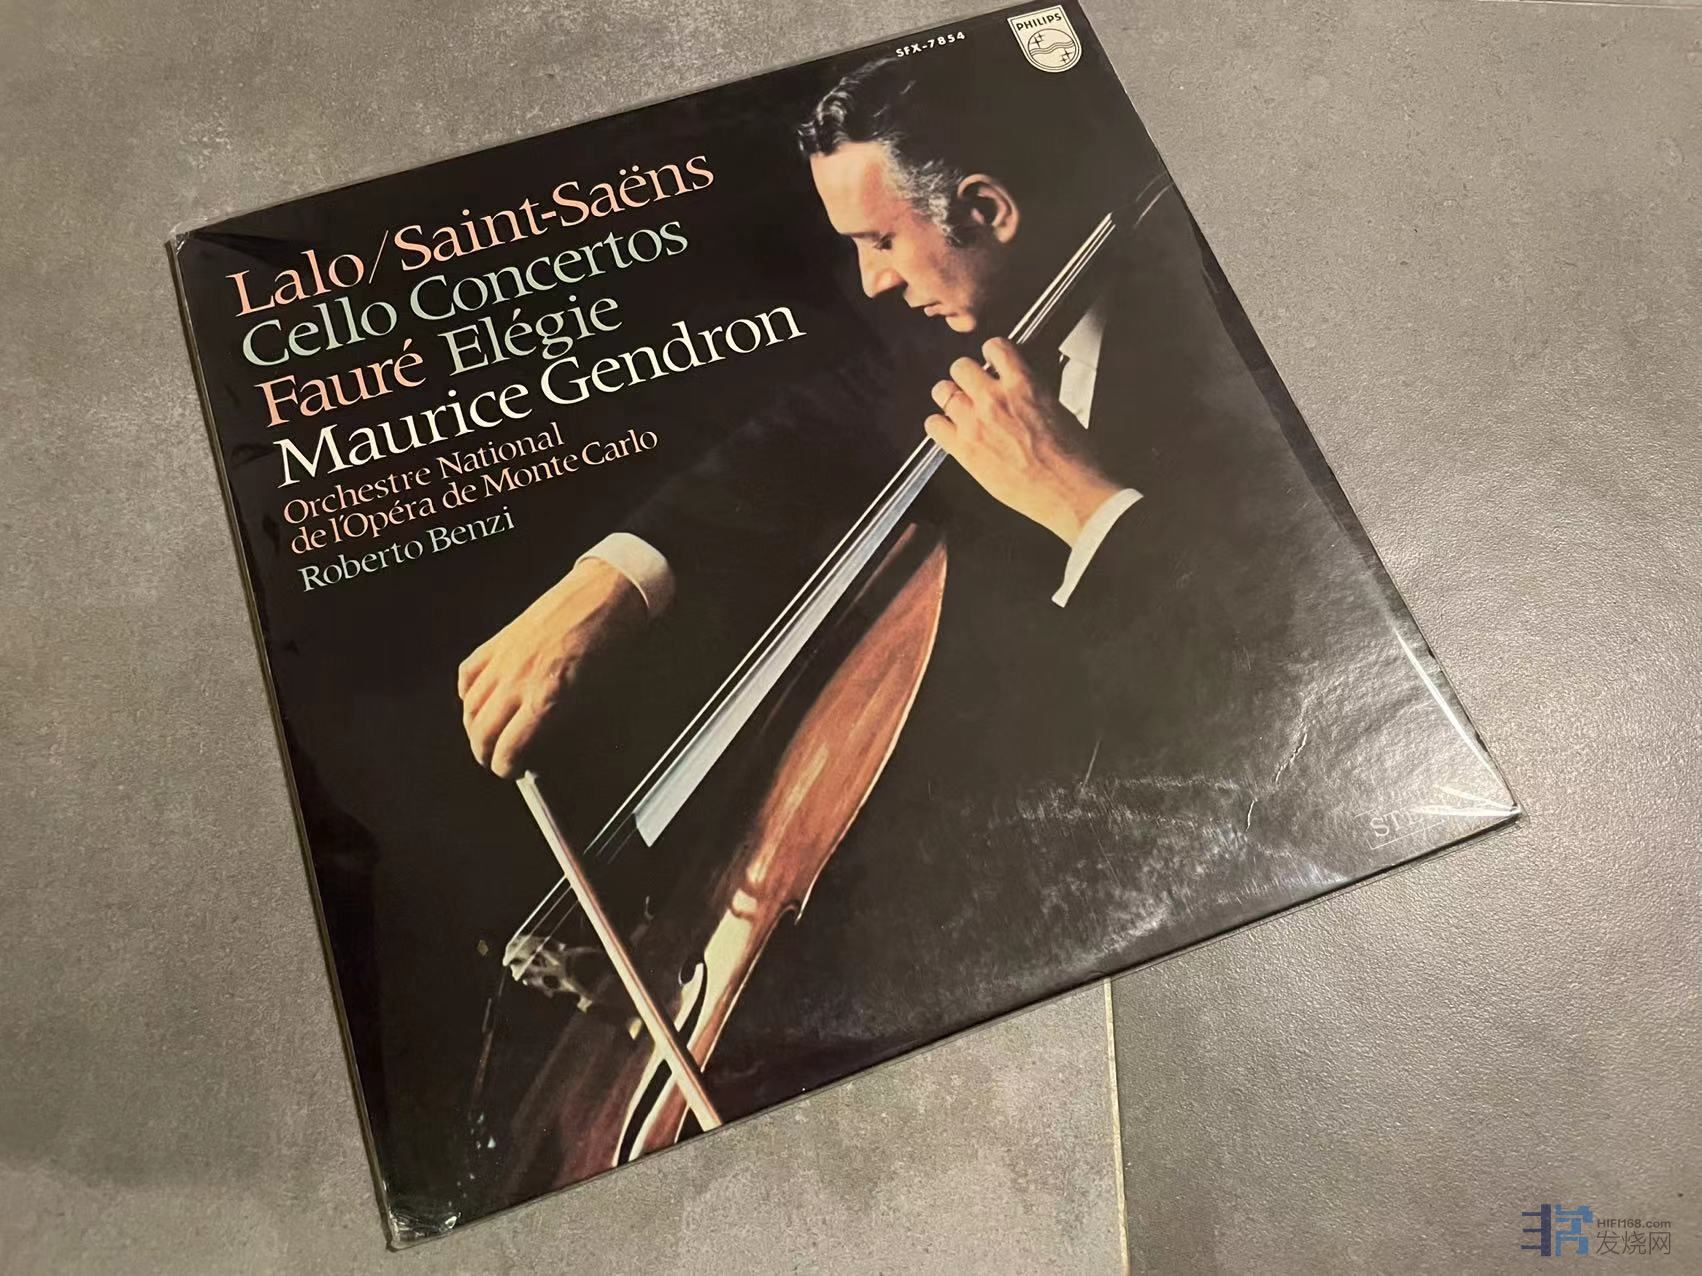 SFX-7854
PHILIPS
Lalo/Saint-Saëns
Cello Concertos
Fauré Elégie
Maurice Gendron
Orchestre National
de l'Opéra de Monte Carlo
Roberto Benzi
HIFI168.com
发烧网